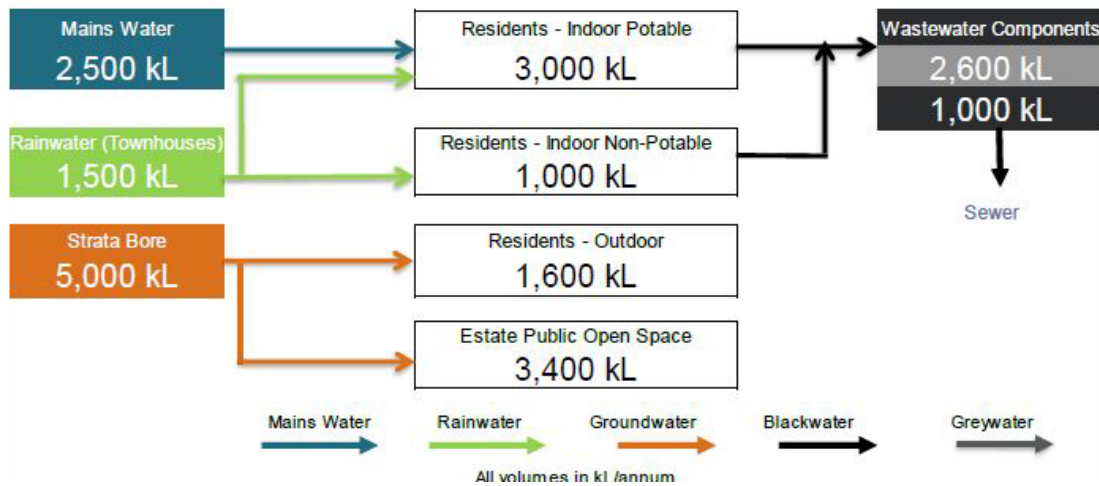 Mains Water
2,500 kL
Residents - Indoor Potable
3,000 kL
Wastewater Components
2,600 kL
1,000 kL
Rainwater (Townhouses)
1,500 kL
Residents - Indoor Non-Potable
1,000 kL
Sewer
Strata Bore
5,000 kL
Residents - Outdoor
1,600 kL
Estate Public Open Space
3,400 kL
Mains Water
Rainwater
Groundwater
Blackwater
Greywater
All volumes in kL/annum